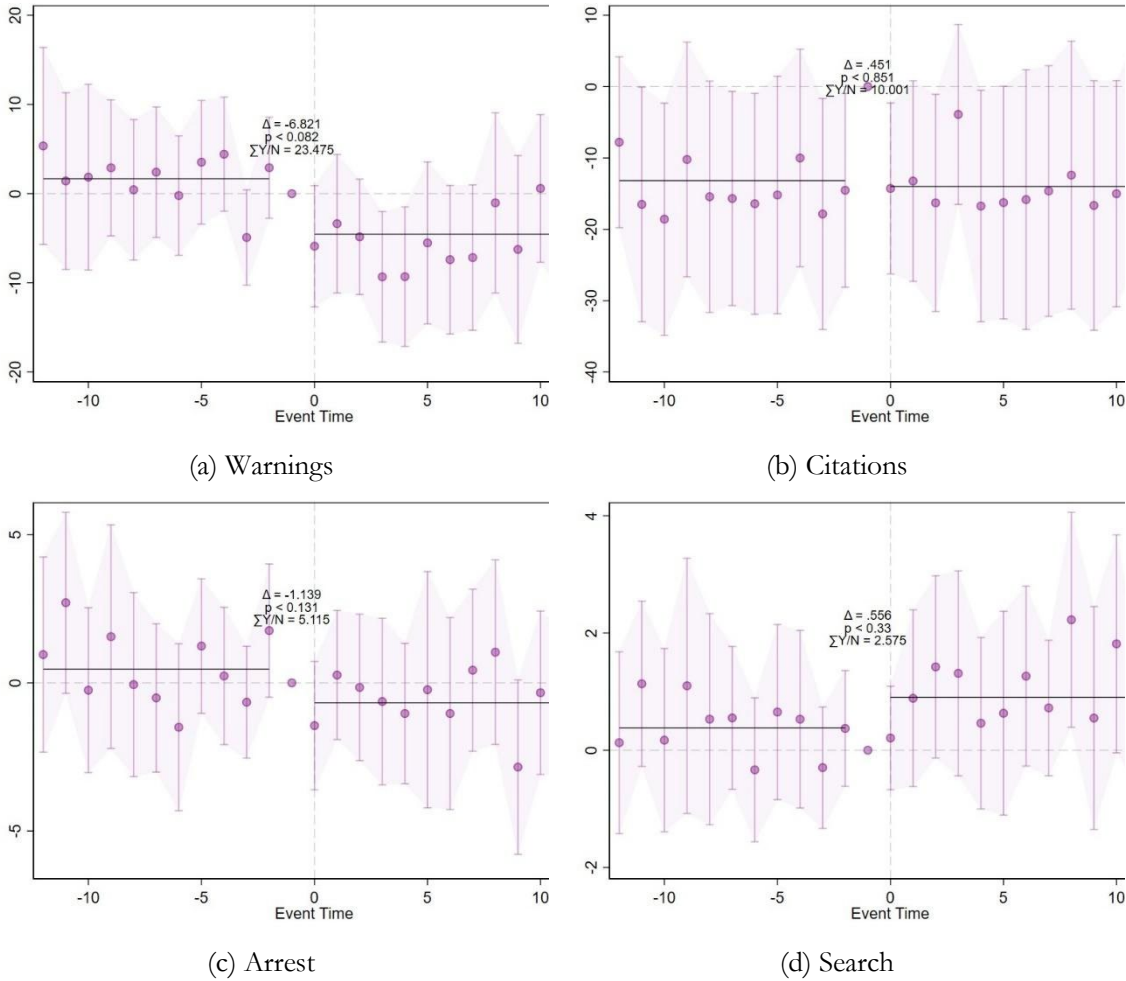 20
10
0
-10
-20
Δ = -6.821
p < 0.082
∑Y/N = 23.475
-10
-5
0
5
10
Event Time
(a) Warnings
10
0
-10
-20
-30
-40
Δ = .451
p < 0.851
∑Y/N = 10.001
-10
-5
0
5
10
Event Time
(b) Citations
5
0
-5
Δ = -1.139
p < 0.131
∑Y/N = 5.115
-10
-5
0
5
10
Event Time
(c) Arrest
4
2
0
-2
Δ = .556
p < 0.33
∑Y/N = 2.575
-10
-5
0
5
10
Event Time
(d) Search